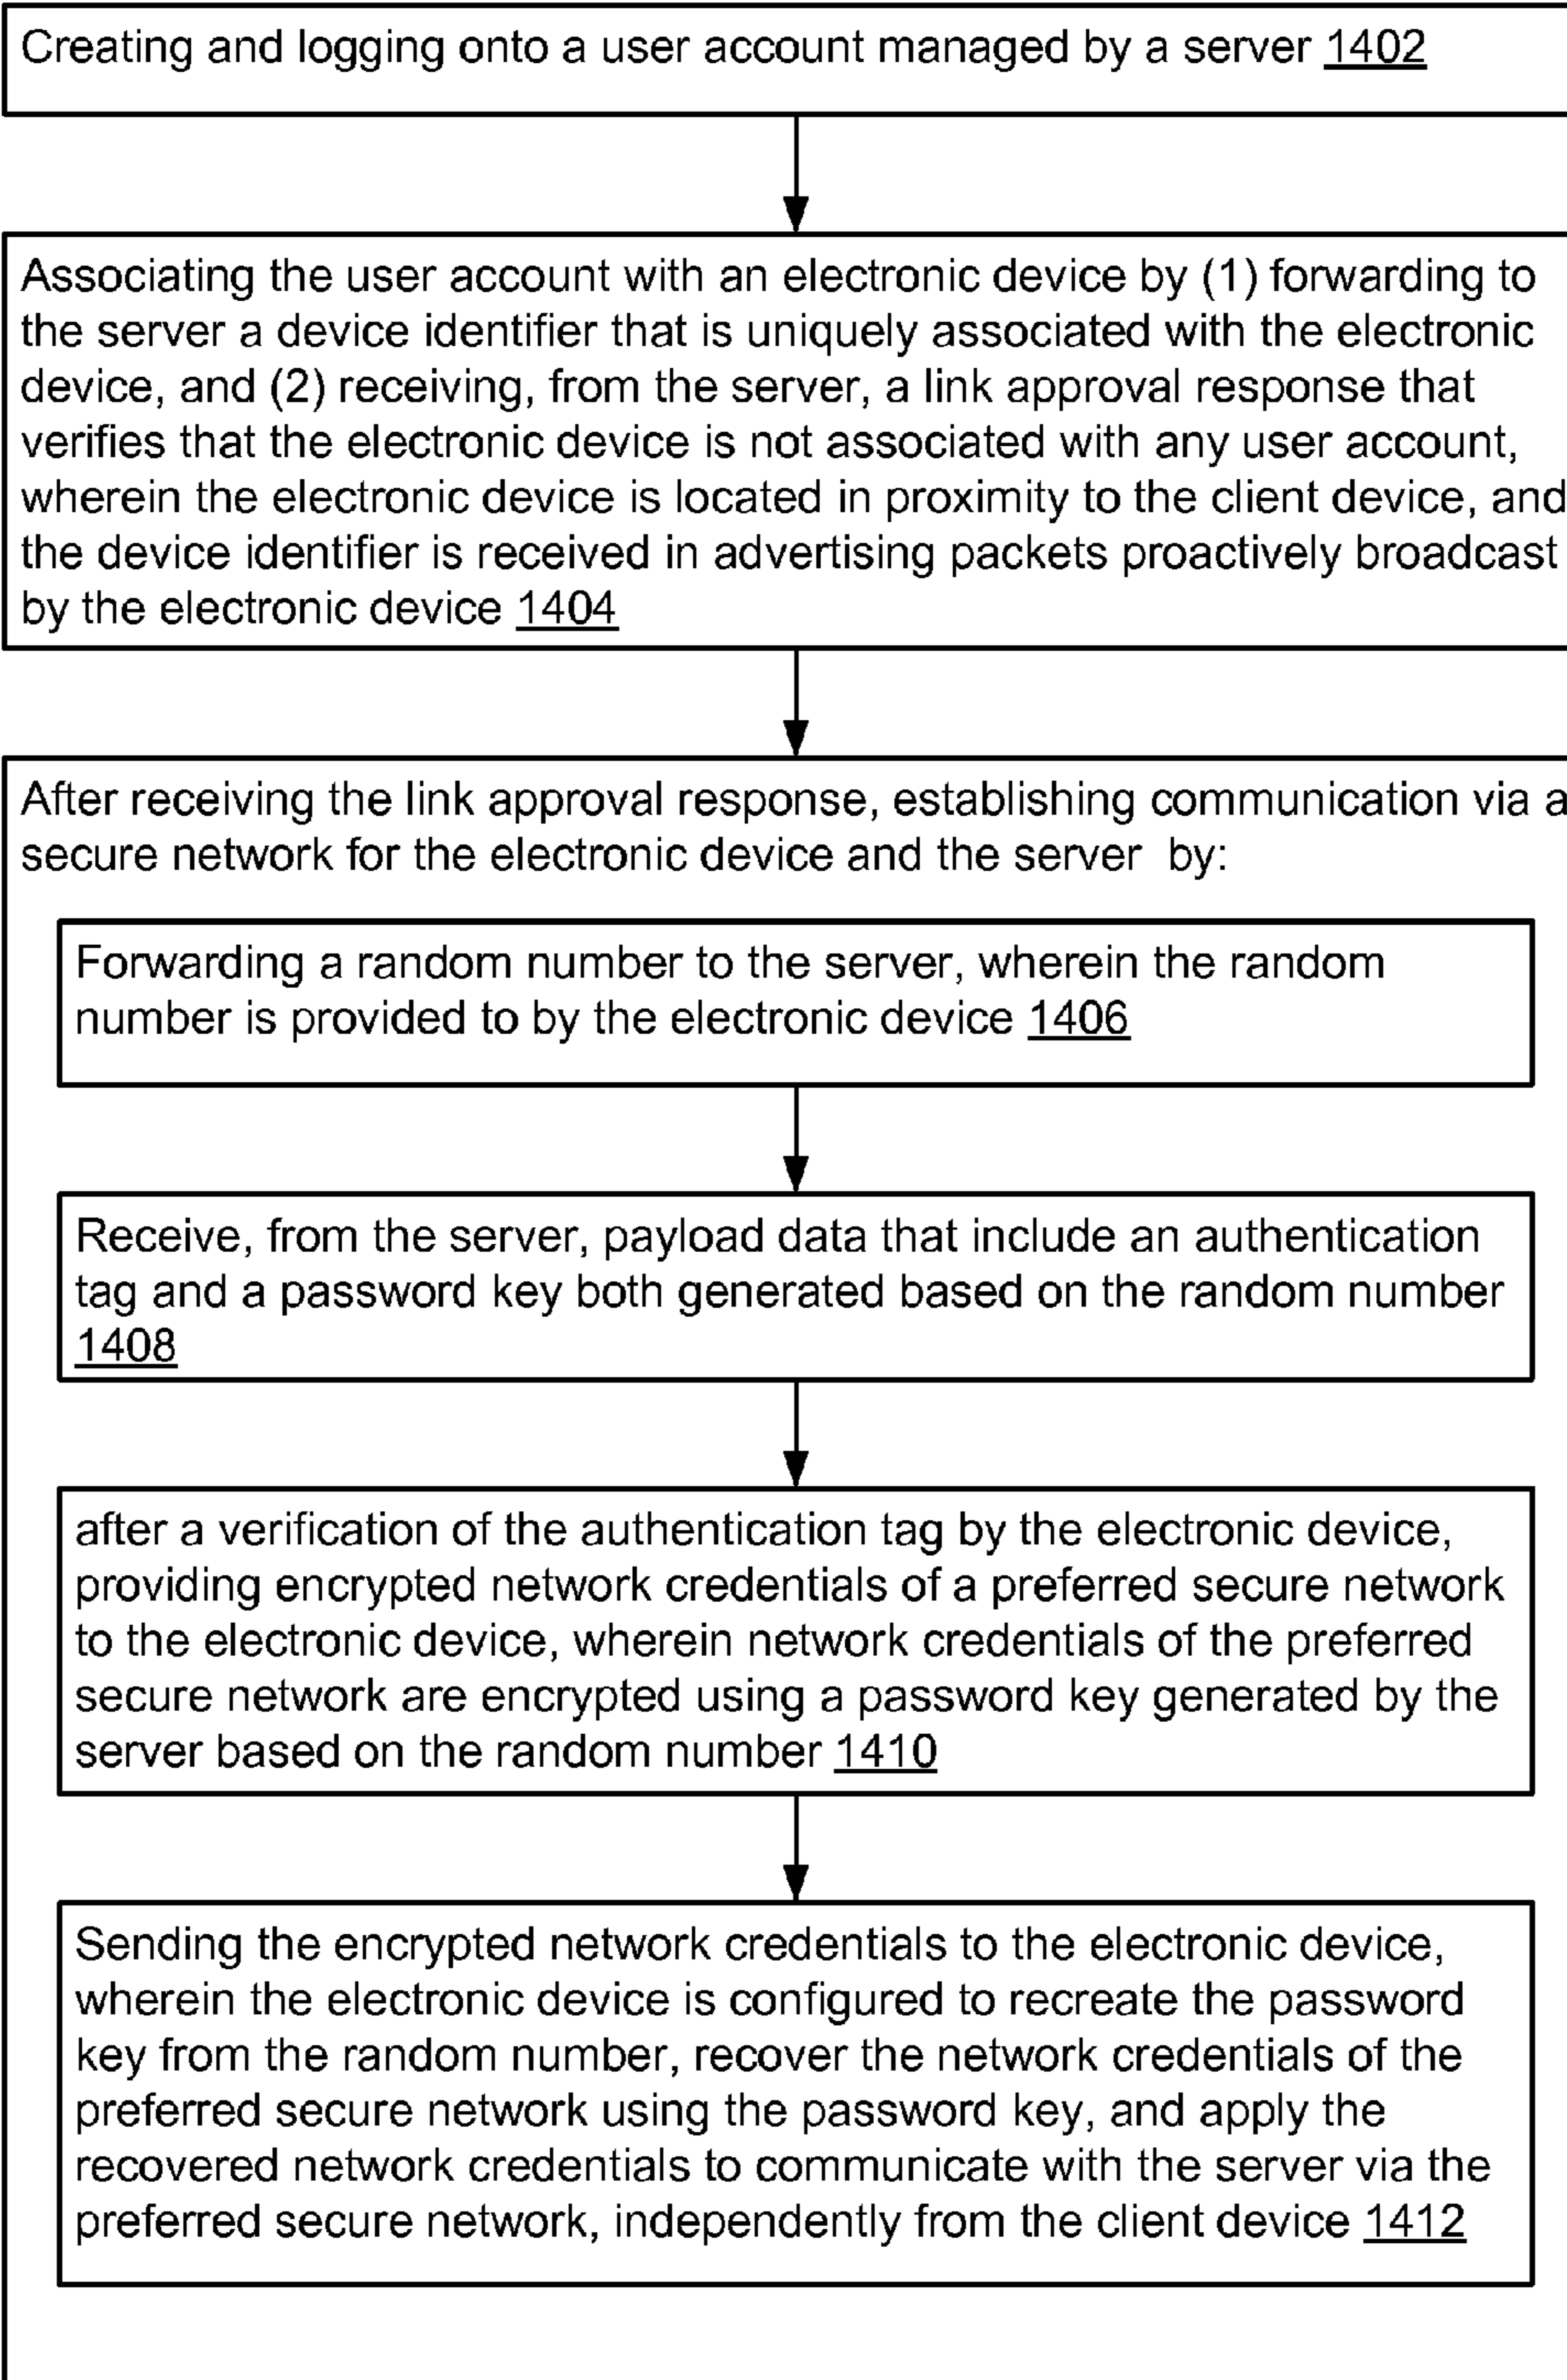 Creating and logging onto a user account managed by a server 1402
Associating the user account with an electronic device by (1) forwarding to
the server a device identifier that is uniquely associated with the electronic
device, and (2) receiving, from the server, a link approval response that
verifies that the electronic device is not associated with any user account,
wherein the electronic device is located in proximity to the client device, and
the device identifier is received in advertising packets proactively broadcast
by the electronic device 1404
After receiving the link approval response, establishing communication via a
secure network for the electronic device and the server by:
Forwarding a random number to the server, wherein the random
number is provided to by the electronic device 1406
Receive, from the server, payload data that include an authentication
tag and a password key both generated based on the random number
1408
after a verification of the authentication tag by the electronic device,
providing encrypted network credentials of a preferred secure network
to the electronic device, wherein network credentials of the preferred
secure network are encrypted using a password key generated by the
server based on the random number 1410
Sending the encrypted network credentials to the electronic device,
wherein the electronic device is configured to recreate the password
key from the random number, recover the network credentials of the
preferred secure network using the password key, and apply the
recovered network credentials to communicate with the server via the
preferred secure network, independently from the client device 1412